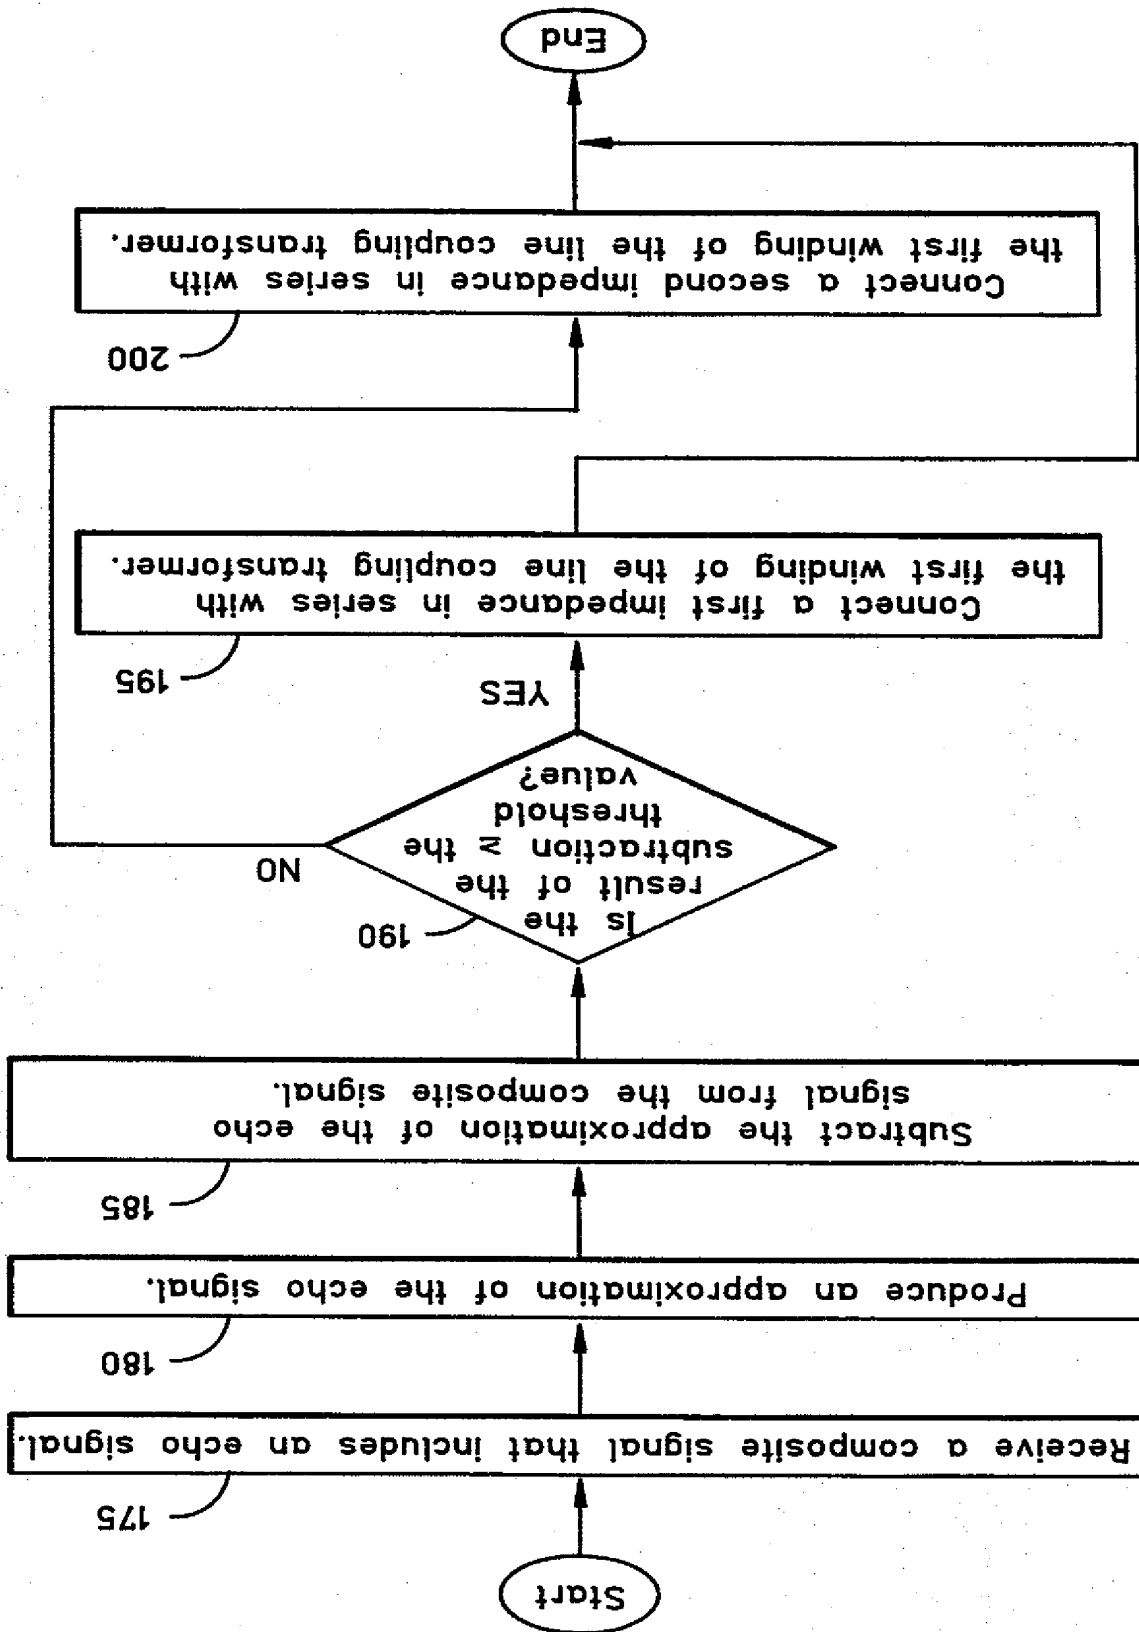 Start
175
Receive a composite signal that includes an echo signal.
180
Produce an approximation of the echo signal.
185
Subtract the approximation of the echo
signal from the composite signal.
190
Is the
result of the
subtraction ≥ the
threshold
value?
NO
YES
195
Connect a first impedance in series with
the first winding of the line coupling transformer.
200
Connect a second impedance in series with
the first winding of the line coupling transformer.
End